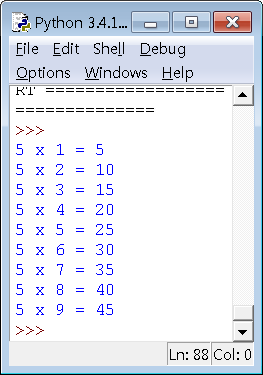 Python 3.4.1...
File Edit Shell Debug
Options Windows Help
RT ==================
==============
>>>
5 x 1 = 5
5 x 2 = 10
5 x 3 = 15
5 x 4 = 20
5 x 5 = 25
5 x 6 = 30
5 x 7 = 35
5 x 8 = 40
5 x 9 = 45
>>>
Ln: 88 Col: 0